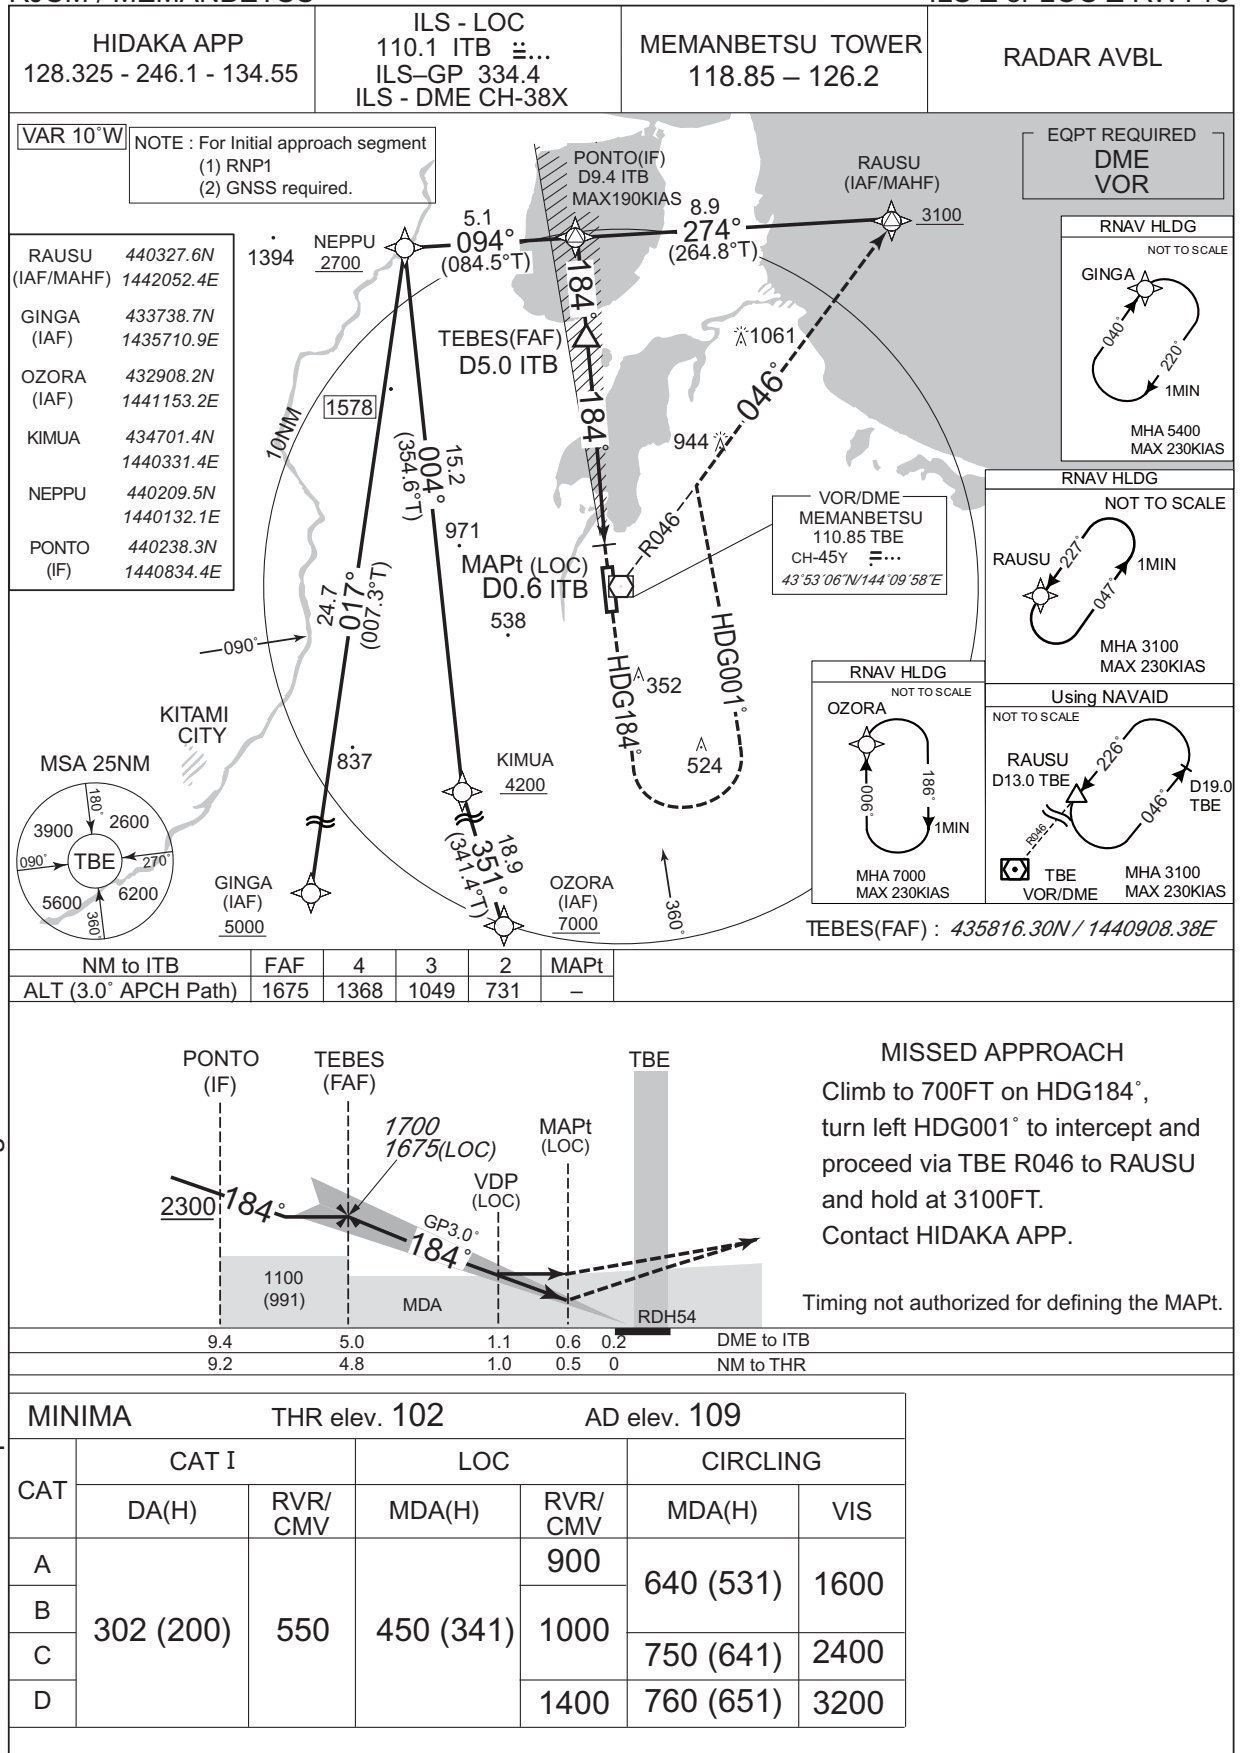 HIDAKA APP
128.325 - 246.1 - 134.55
ILS - LOC
110.1 ITB
ILS–GP 334.4
ILS - DME CH-38X
MEMANBETSU TOWER
118.85 – 126.2
RADAR AVBL
VAR 10°W
NOTE : For Initial approach segment
(1) RNP1
(2) GNSS required.
EQPT REQUIRED
DME
VOR
RAUSU 440327.6N
(IAF/MAHF) 1442052.4E
GINGA 433738.7N
(IAF) 1435710.9E
OZORA 432908.2N
(IAF) 1441153.2E
KIMUA 434701.4N
1440331.4E
NEPPU 440209.5N
1440132.1E
PONTO 440238.3N
(IF) 1440834.4E
1394
NEPPU
2700
5.1
094°
(084.5°T)
PONTO(IF)
D9.4 ITB
MAX190KIAS
8.9
274°
(264.8°T)
RAUSU
(IAF/MAHF)
3100
184°
TEBES(FAF)
D5.0 ITB
184°
1061
046°
944
1578
10NM
15.2
004°
(354.6°T)
971
MAPt (LOC)
D0.6 ITB
538
R046
VOR/DME
MEMANBETSU
110.85 TBE
CH-45Y
43°53'06"N/144°09'58"E
24.7
017°
(007.3°T)
090°
HDG184°
HDG001°
352
524
KITAMI
CITY
837
KIMUA
4200
18.9
351°
(341.4°T)
GINGA
(IAF)
5000
OZORA
(IAF)
7000
360°
MSA 25NM
180°
3900
2600
090°
TBE
270°
5600
6200
360°
RNAV HLDG
NOT TO SCALE
GINGA
040°
220°
1MIN
MHA 5400
MAX 230KIAS
RNAV HLDG
NOT TO SCALE
RAUSU
227°
1MIN
047°
MHA 3100
MAX 230KIAS
RNAV HLDG
NOT TO SCALE
OZORA
006°
186°
1MIN
MHA 7000
MAX 230KIAS
Using NAVAID
NOT TO SCALE
RAUSU
D13.0 TBE
226°
046°
D19.0
TBE
R046
TBE
VOR/DME
MHA 3100
MAX 230KIAS
TEBES(FAF) : 435816.30N / 1440908.38E
NM to ITB FAF 4 3 2 MAPt
ALT (3.0° APCH Path) 1675 1368 1049 731 –
PONTO
(IF)
TEBES
(FAF)
TBE
1700
1675(LOC)
MAPt
(LOC)
VDP
(LOC)
2300
184°
GP3.0°
184°
1100
(991)
MDA
RDH54
9.4 5.0 1.1 0.6 0.2 DME to ITB
9.2 4.8 1.0 0.5 0 NM to THR
MISSED APPROACH
Climb to 700FT on HDG184°,
turn left HDG001° to intercept and
proceed via TBE R046 to RAUSU
and hold at 3100FT.
Contact HIDAKA APP.
Timing not authorized for defining the MAPt.
MINIMA THR elev. 102 AD elev. 109
CAT CAT I LOC CIRCLING
DA(H) RVR/CMV MDA(H) RVR/CMV MDA(H) VIS
A 302 (200) 550 450 (341) 900 640 (531) 1600
B 1000
C 750 (641) 2400
D 1400 760 (651) 3200